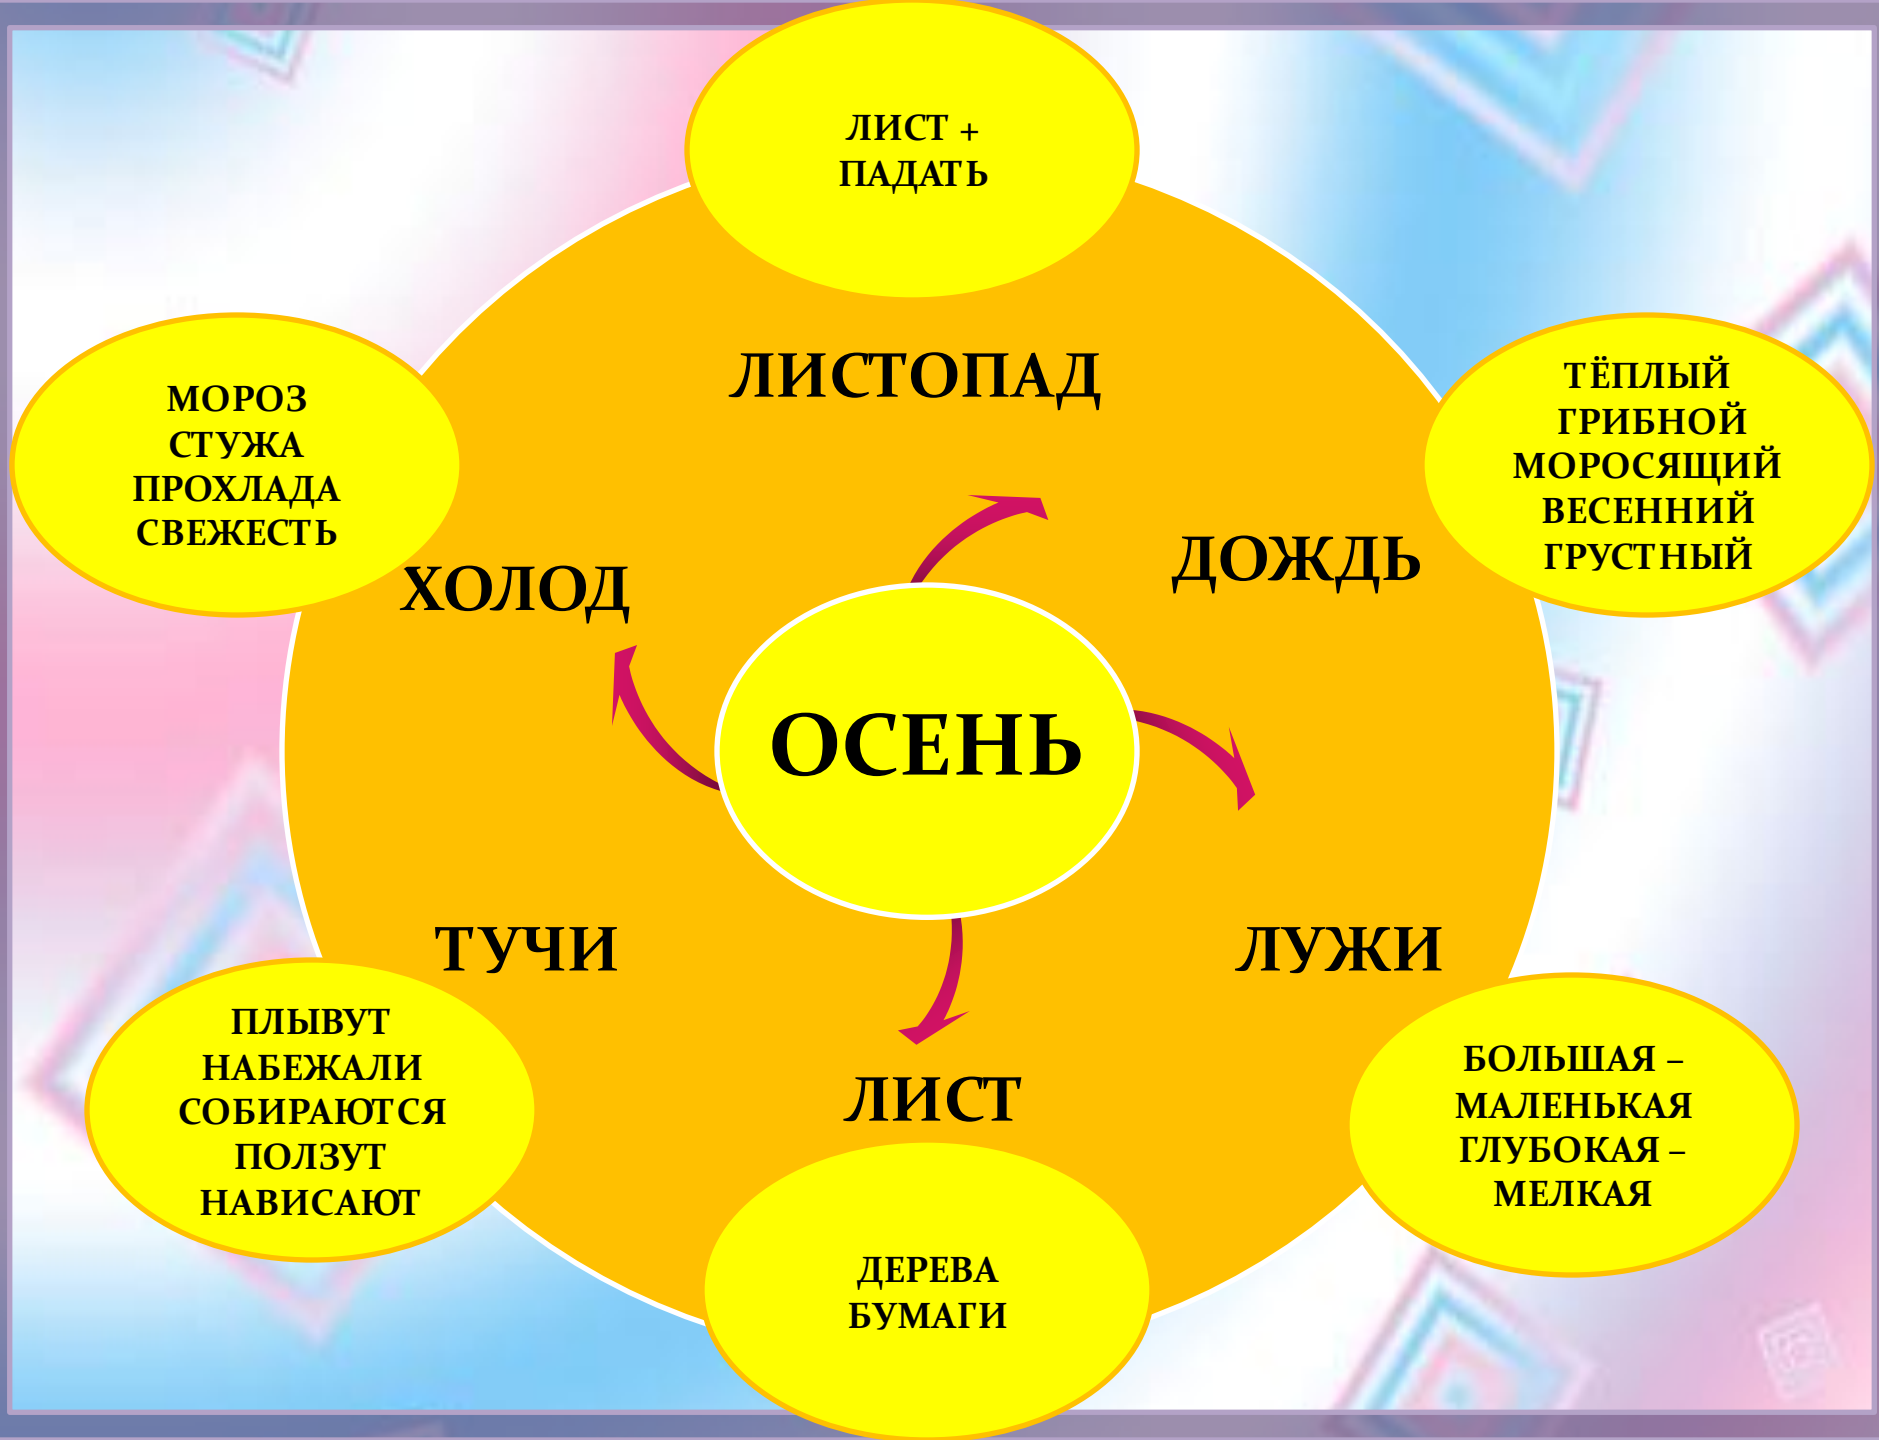 ЛИСТ +
ПАДАТЬ
ЛИСТОПАД
МОРОЗ
СТУЖА
ПРОХЛАДА
СВЕЖЕСТЬ
ХОЛОД
ТЁПЛЫЙ
ГРИБНОЙ
МОРОСЯЩИЙ
ВЕСЕННИЙ
ГРУСТНЫЙ
ДОЖДЬ
ОСЕНЬ
ТУЧИ
ПЛЫВУТ
НАБЕЖАЛИ
СОБИРАЮТСЯ
ПОЛЗУТ
НАВИСАЮТ
ЛУЖИ
БОЛЬШАЯ –
МАЛЕНЬКАЯ
ГЛУБОКАЯ –
МЕЛКАЯ
ЛИСТ
ДЕРЕВА
БУМАГИ